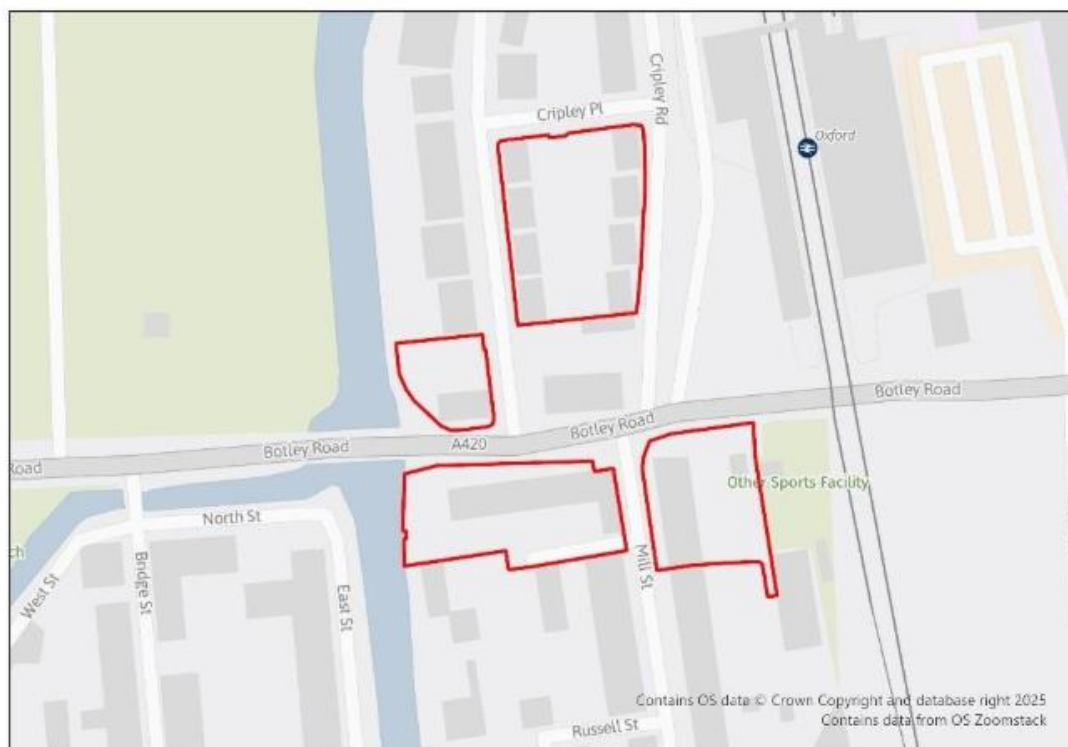 Cripley Pl
Cripley Rd
Oxford
Botley Road
Botley Road
A420
Botley Road
Road
Other Sports Facility
North St
West St
Bridge St
East St
Mill St
Russell St
Contains OS data © Crown Copyright and database right 2025
Contains data from OS Zoomstack